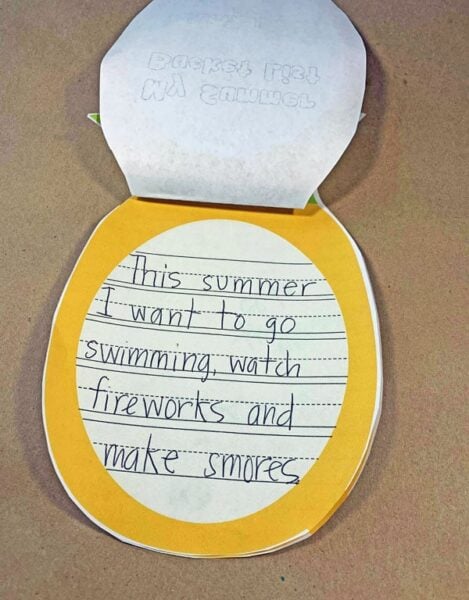 My Summer
Bucket List
This summer
I want to go
swimming, watch
fireworks and
make smores.